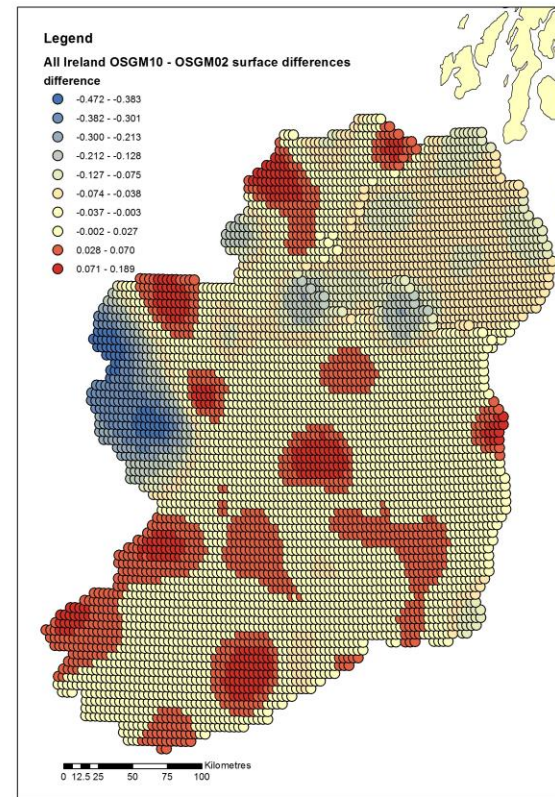 Legend
All Ireland OSGM10 - OSGM02 surface differences
difference
-0.472 - -0.383
-0.382 - -0.301
-0.300 - -0.213
-0.212 - -0.128
-0.127 - -0.075
-0.074 - -0.038
-0.037 - -0.003
-0.002 - 0.027
0.028 - 0.070
0.071 - 0.189
Kilometres
0 12.5 25 50 75 100